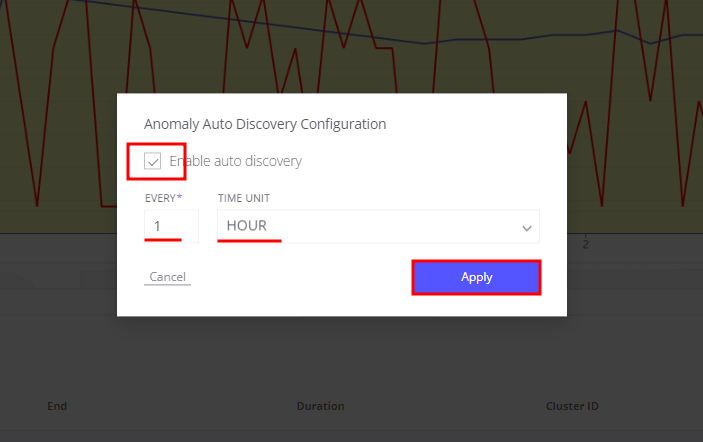 Anomaly Auto Discovery Configuration
Enable auto discovery
EVERY* TIME UNIT
1 HOUR
2
Cancel Apply
End Duration Cluster ID